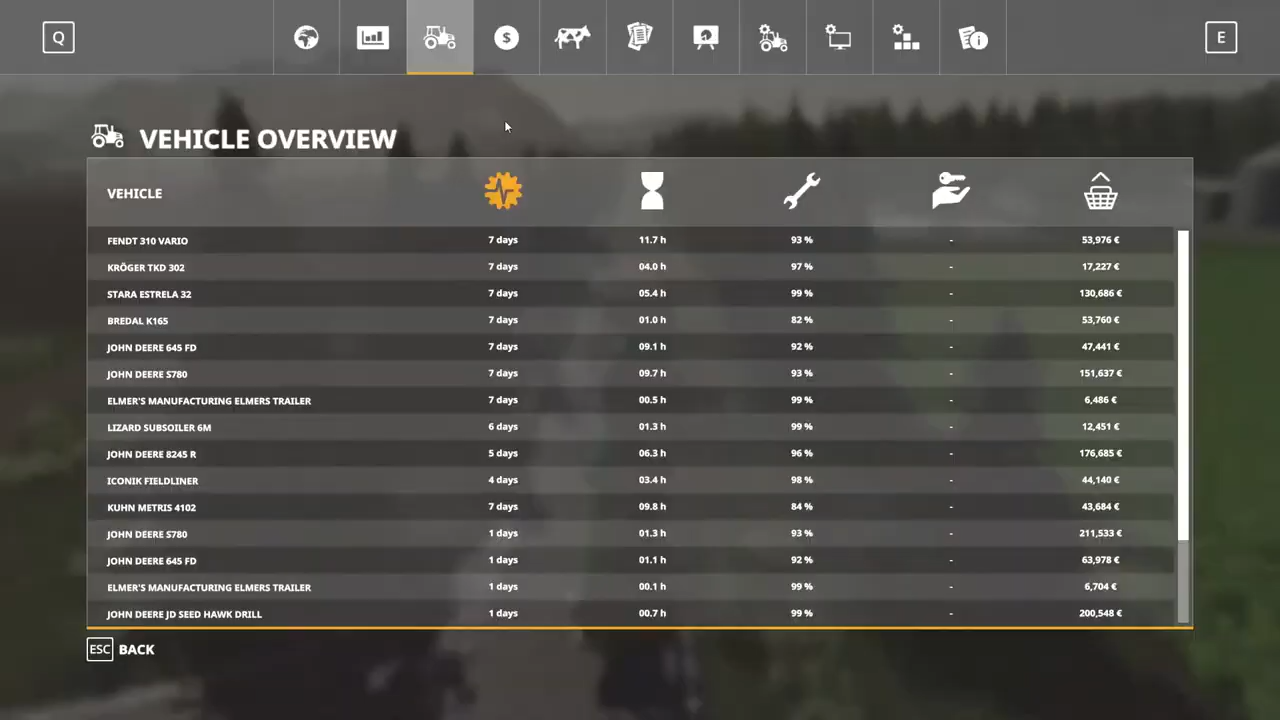 Q
E
VEHICLE OVERVIEW
VEHICLE
FENDT 310 VARIO 7 days 11.7 h 93 % - 53,976 €
KRÖGER TKD 302 7 days 04.0 h 97 % - 17,227 €
STARA ESTRELA 32 7 days 05.4 h 99 % - 130,686 €
BREDAL K165 7 days 01.0 h 82 % - 53,760 €
JOHN DEERE 645 FD 7 days 09.1 h 92 % - 47,441 €
JOHN DEERE S780 7 days 09.7 h 93 % - 151,637 €
ELMER'S MANUFACTURING ELMERS TRAILER 7 days 00.5 h 99 % - 6,486 €
LIZARD SUBSOILER 6M 6 days 01.3 h 99 % - 12,451 €
JOHN DEERE 8245 R 5 days 06.3 h 96 % - 176,685 €
ICONIK FIELDLINER 4 days 03.4 h 98 % - 44,140 €
KUHN METRIS 4102 7 days 09.8 h 84 % - 43,684 €
JOHN DEERE S780 1 days 01.3 h 93 % - 211,533 €
JOHN DEERE 645 FD 1 days 01.1 h 92 % - 63,978 €
ELMER'S MANUFACTURING ELMERS TRAILER 1 days 00.1 h 99 % - 6,704 €
JOHN DEERE JD SEED HAWK DRILL 1 days 00.7 h 99 % - 200,548 €
ESC BACK